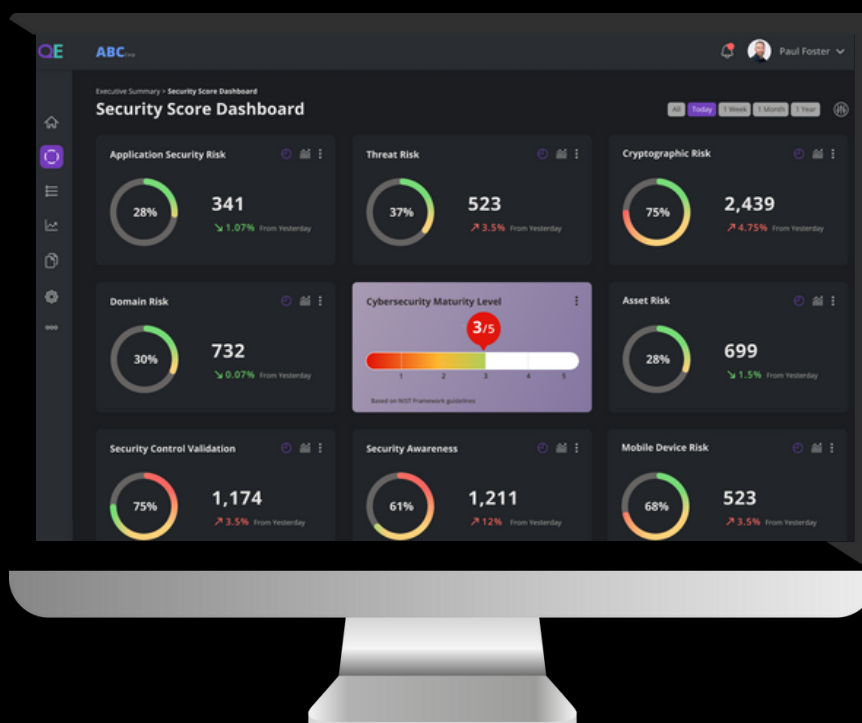 QE
ABC Corp
Paul Foster
Executive Summary > Security Score Dashboard
Security Score Dashboard
All Today 1 Week 1 Month 1 Year
Application Security Risk
28%
341
1.07% From Yesterday
Threat Risk
37%
523
3.5% From Yesterday
Cryptographic Risk
75%
2,439
4.75% From Yesterday
Domain Risk
30%
732
0.07% From Yesterday
Cybersecurity Maturity Level
3/5
1 2 3 4 5
Based on NIST Framework guidelines
Asset Risk
28%
699
1.5% From Yesterday
Security Control Validation
75%
1,174
3.5% From Yesterday
Security Awareness
61%
1,211
12% From Yesterday
Mobile Device Risk
68%
523
3.5% From Yesterday